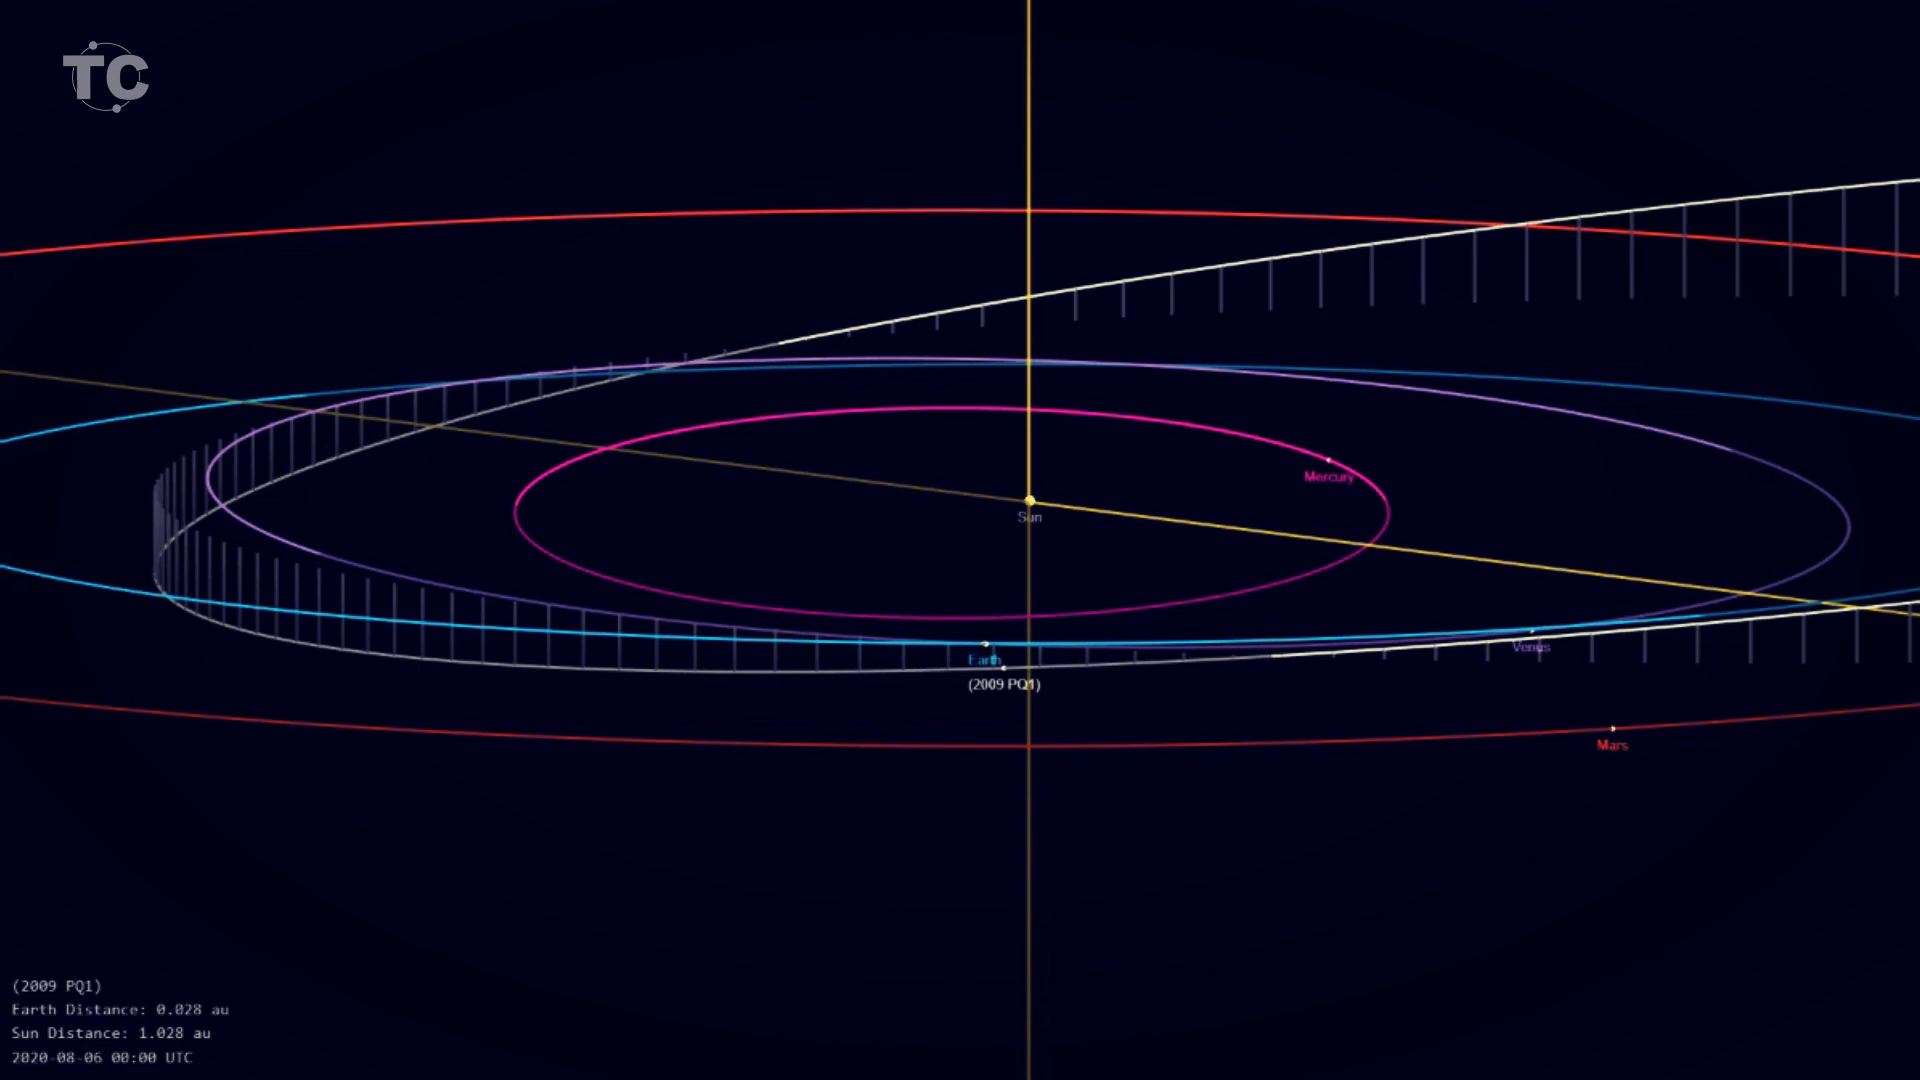 TC
Mercury
Sun
Venus
Earth
(2009 PQ1)
Mars
(2009 PQ1)
Earth Distance: 0.028 au
Sun Distance: 1.028 au
2020-08-06 00:00 UTC